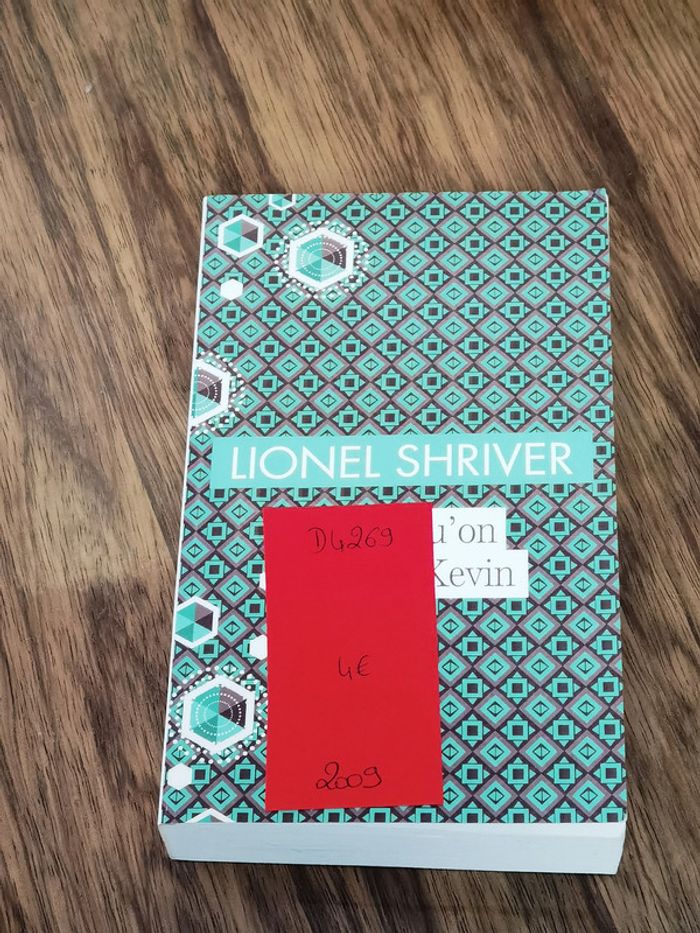 LIONEL SHRIVER
u'on
Kevin
D4269
4€
2009